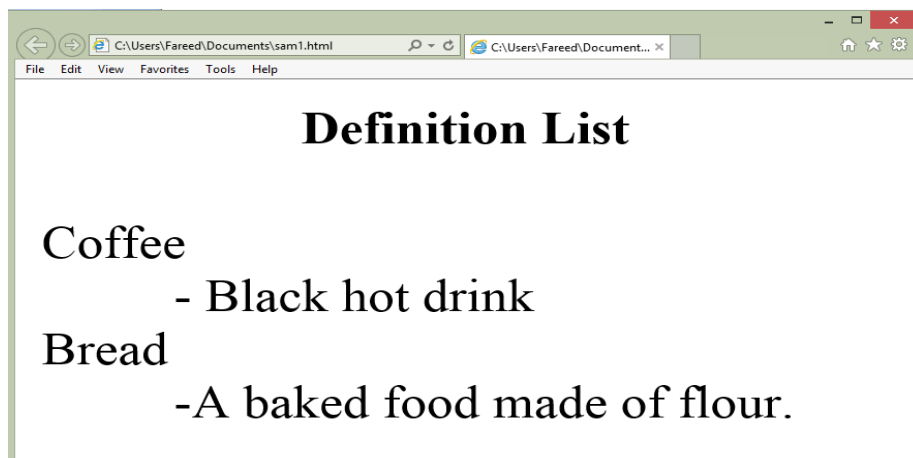 C:\Users\Fareed\Documents\sam1.html
C:\Users\Fareed\Document...
File Edit View Favorites Tools Help
Definition List
Coffee
- Black hot drink
Bread
-A baked food made of flour.